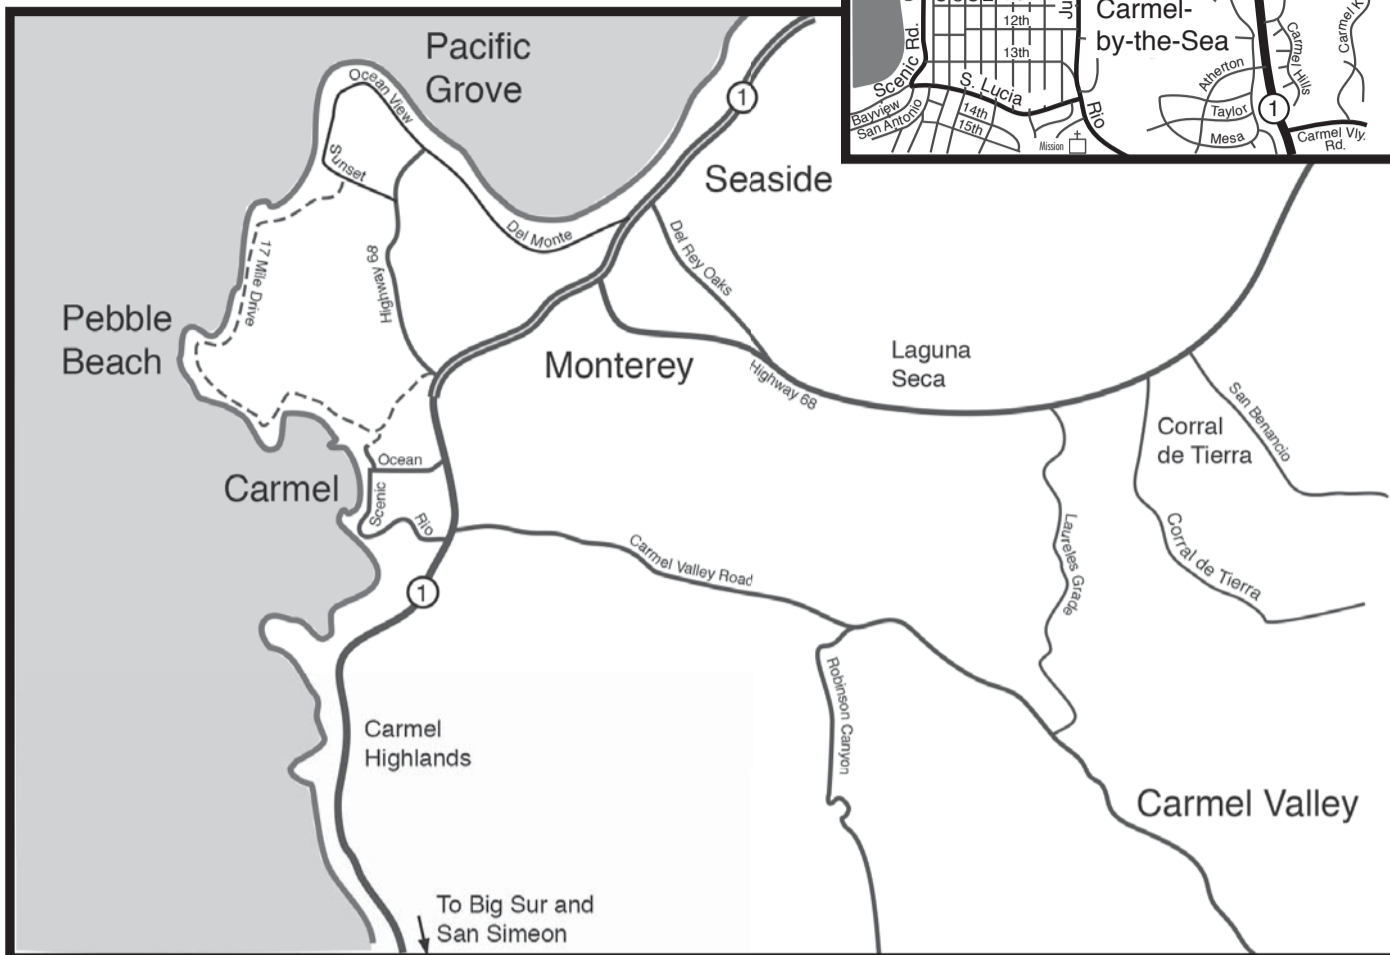 Pacific
Grove
Ocean View
Sunset
17 Mile Drive
Highway 68
Del Monte
1
Seaside
Del Rey Oaks
Pebble
Beach
Monterey
Highway 68
Laguna
Seca
San Benancio
Corral
de Tierra
Corral de Tierra
Laureles Grade
Carmel
Ocean
Scenic
Rio
1
Carmel Valley Road
Robinson Canyon
Carmel
Highlands
Carmel Valley
To Big Sur and
San Simeon
12th
13th
Scenic Rd.
S. Lucia
Bayview
San Antonio
14th
15th
Mission
Rio
Carmel-
by-the-Sea
Atherton
Taylor
Mesa
1
Carmel Hills
Carmel
Carmel Vly.
Rd.